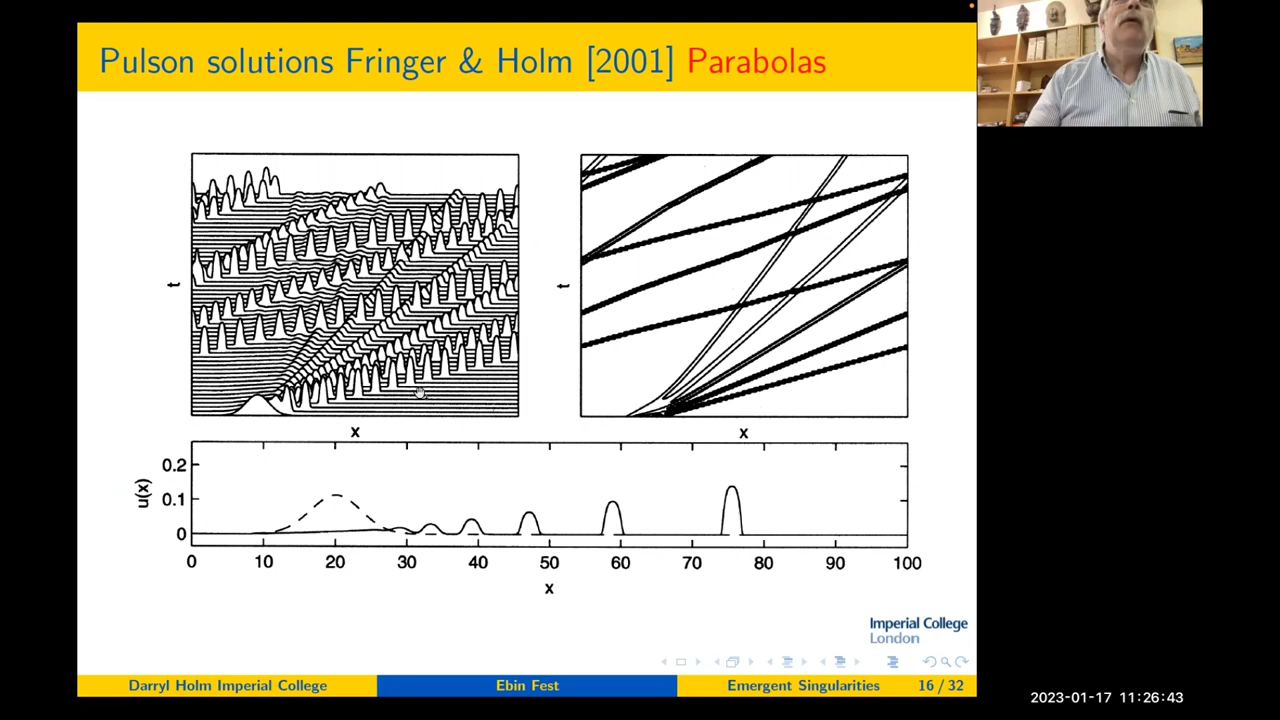 Pulson solutions Fringer & Holm [2001] Parabolas
t
x
t
x
u(x)
0.2
0.1
0
0 10 20 30 40 50 60 70 80 90 100
x
Imperial College
London
Darryl Holm Imperial College
Ebin Fest
Emergent Singularities
16 / 32
2023-01-17 11:26:43